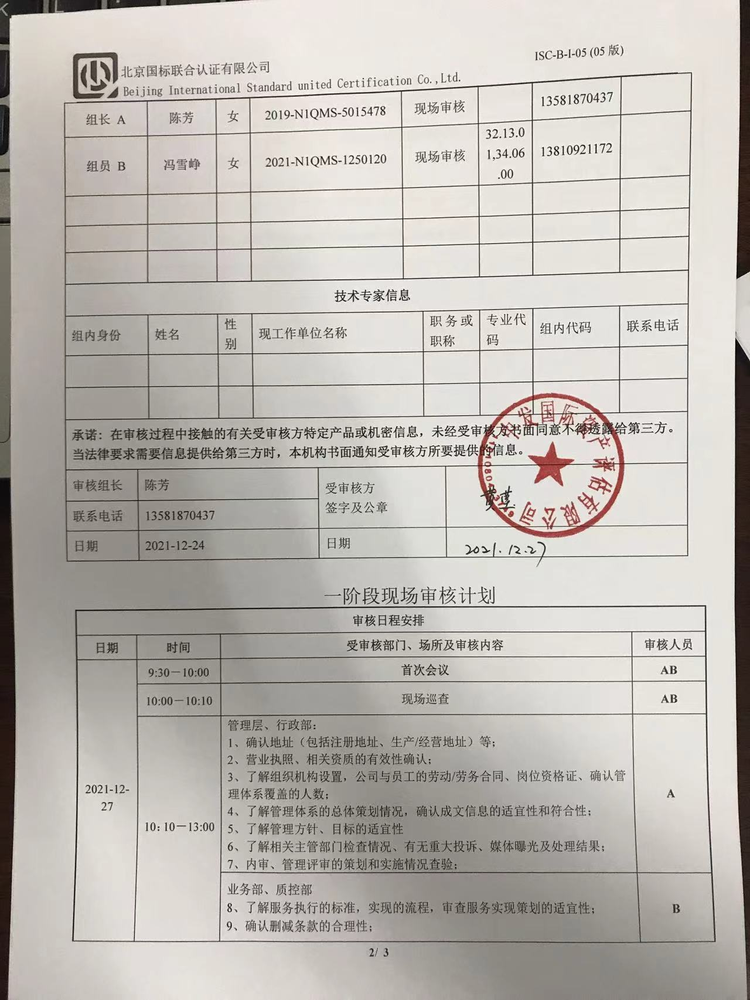 北京国标联合认证有限公司
Beijing International Standard united Certification Co.,Ltd.
ISC-B-I-05 (05 版)
组长 A 陈芳 女 2019-N1QMS-5015478 现场审核 13581870437
组员 B 冯雪峥 女 2021-N1QMS-1250120 现场审核 32.13.0 13810921172
1,34.06
.00
技术专家信息
组内身份 姓名 性别 现工作单位名称 职务或职称 专业代码 组内代码 联系电话
承诺：在审核过程中接触的有关受审核方特定产品或机密信息，未经受审核方书面同意不得透露给第三方。
当法律要求需要信息提供给第三方时，本机构书面通知受审核方所要提供的信息。
审核组长 陈芳 受审核方
签字及公章
联系电话 13581870437
日期 2021-12-24 日期 2021.12.27
中发国际资产评估有限公司
一阶段现场审核计划
审核日程安排
日期 时间 受审核部门、场所及审核内容 审核人员
9:30－10:00 首次会议 AB
10:00－10:10 现场巡查 AB
2021-12-
27
10：10－13:00
管理层、行政部：
1、确认地址（包括注册地址、生产/经营地址）等；
2、营业执照、相关资质的有效性确认；
3、了解组织机构设置，公司与员工的劳动/劳务合同、岗位资格证、确认管
理体系覆盖的人数；
4、了解管理体系的总体策划情况，确认成文信息的适宜性和符合性；
5、了解管理方针、目标的适宜性
6、了解相关主管部门检查情况、有无重大投诉、媒体曝光及处理结果；
7、内审、管理评审的策划和实施情况查验；
A
业务部、质控部
8、了解服务执行的标准，实现的流程，审查服务实现策划的适宜性；
9、确认删减条款的合理性；
B
2/ 3